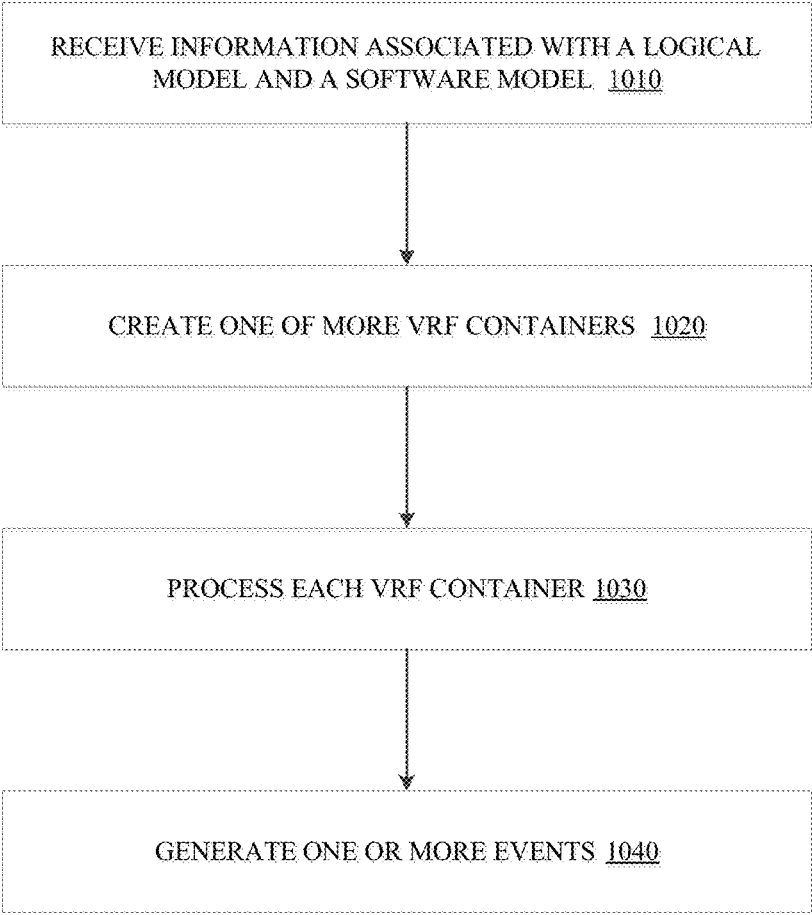 RECEIVE INFORMATION ASSOCIATED WITH A LOGICAL
MODEL AND A SOFTWARE MODEL 1010
CREATE ONE OF MORE VRF CONTAINERS 1020
PROCESS EACH VRF CONTAINER 1030
GENERATE ONE OR MORE EVENTS 1040